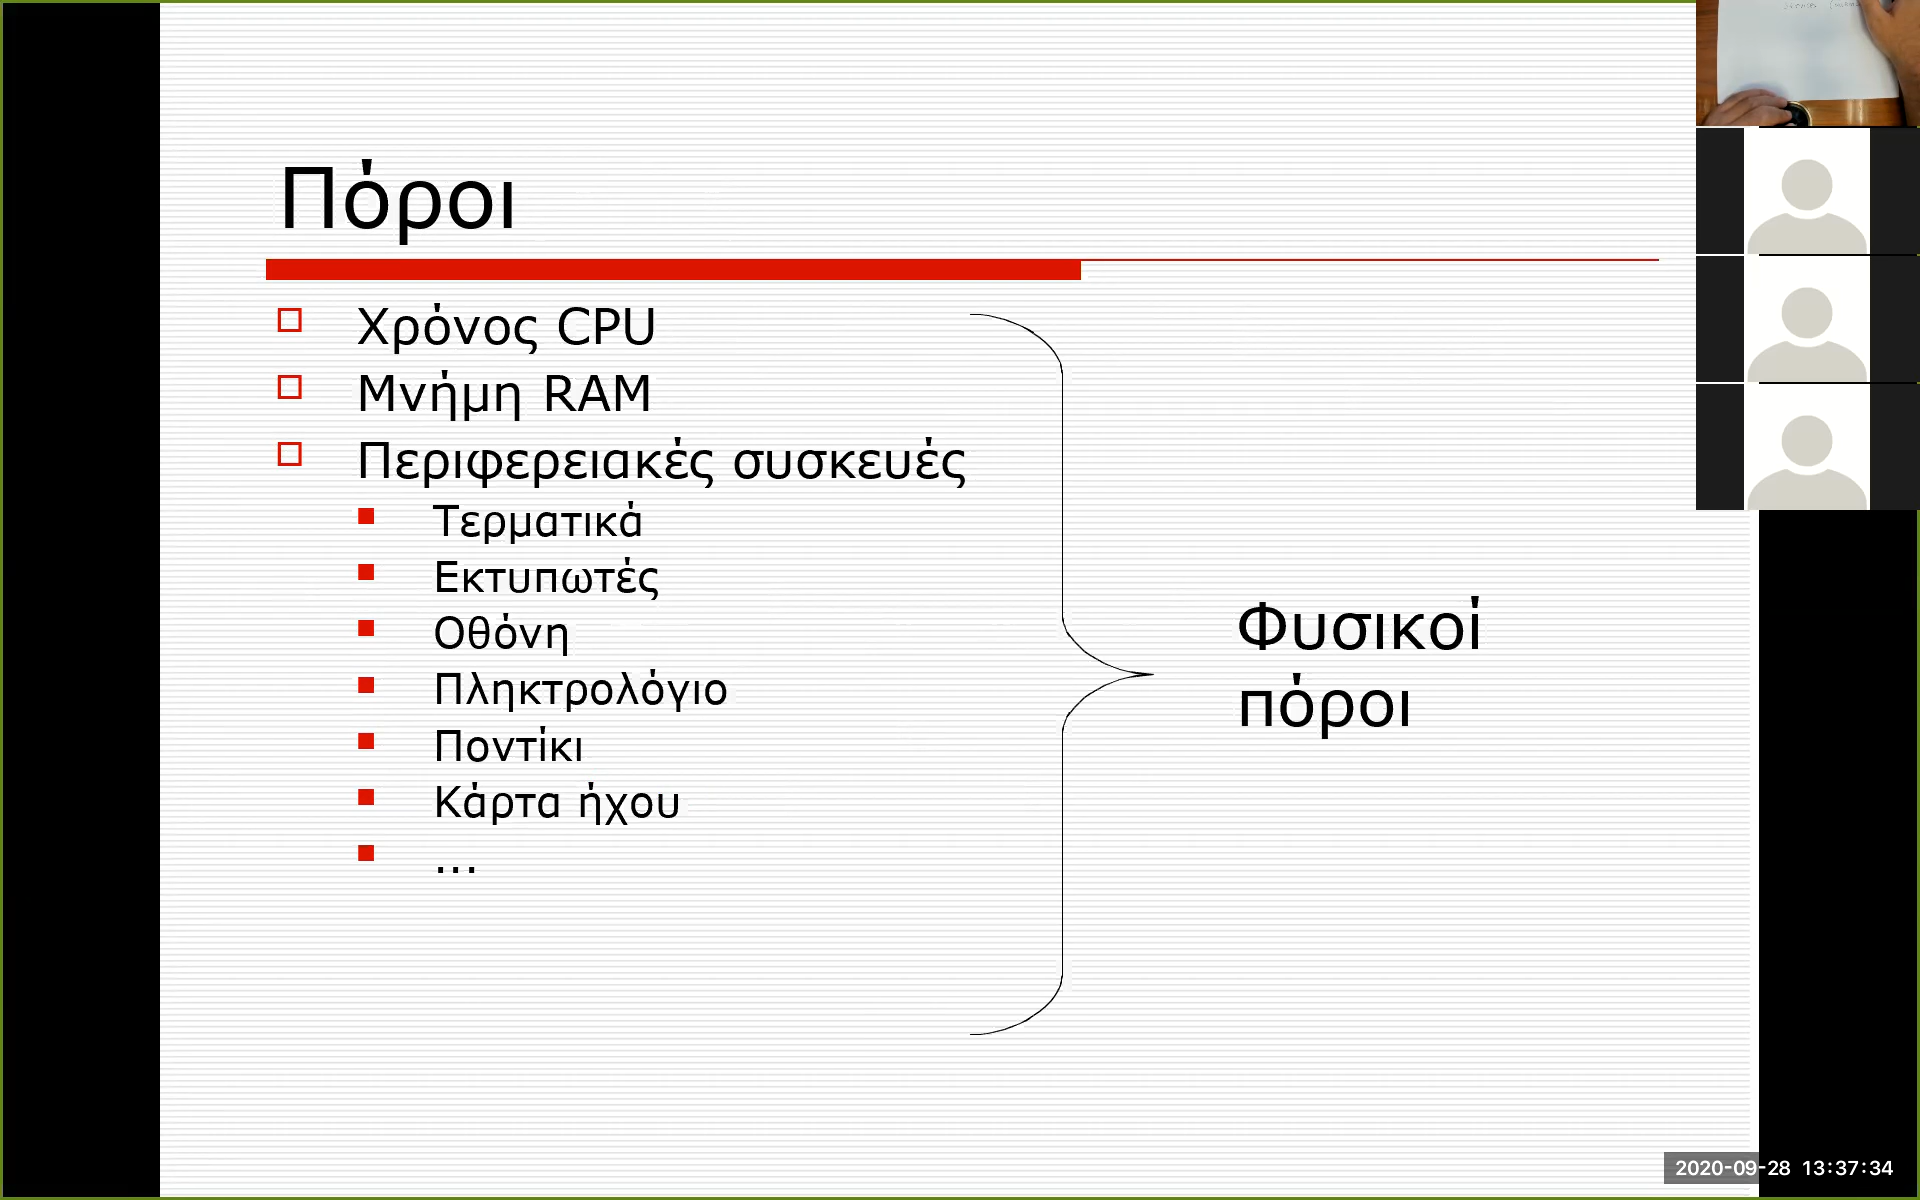 Πόροι
Χρόνος CPU
Μνήμη RAM
Περιφερειακές συσκευές
Τερματικά
Εκτυπωτές
Οθόνη
Πληκτρολόγιο
Ποντίκι
Κάρτα ήχου
...
Φυσικοί
πόροι
2020-09-28 13:37:34